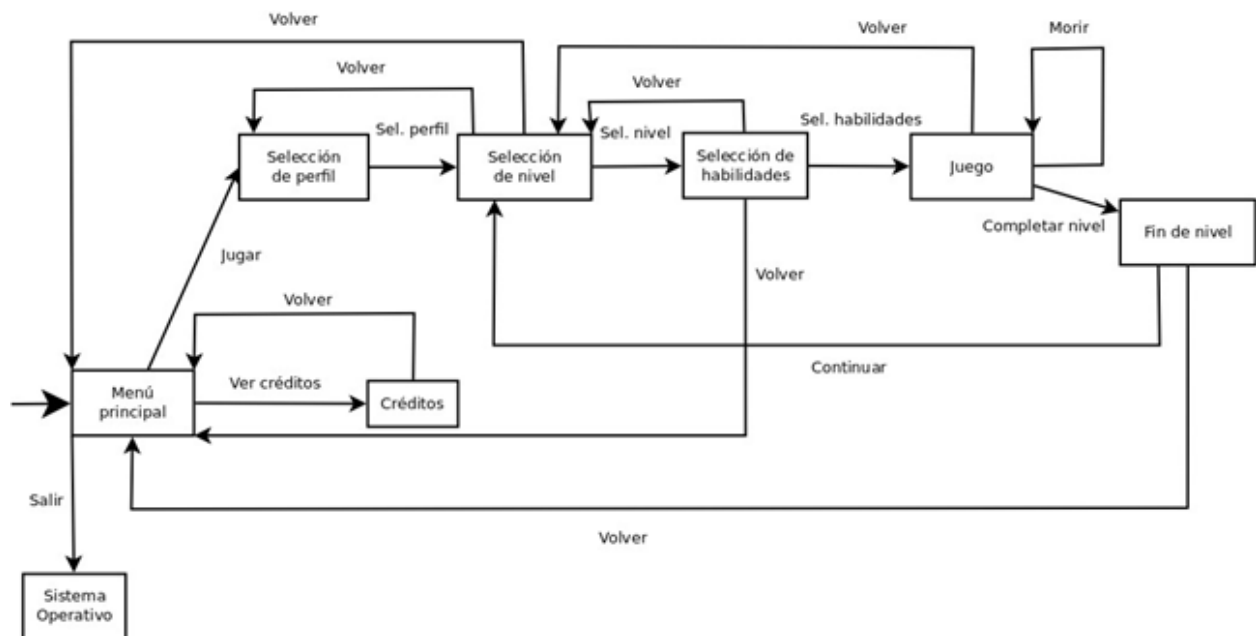 Volver
Volver
Morir
Volver
Volver
Sel. perfil
Sel. nivel
Sel. habilidades
Selección
de perfil
Selección
de nivel
Selección de
habilidades
Juego
Completar nivel
Fin de nivel
Jugar
Volver
Volver
Continuar
Menú
principal
Ver créditos
Créditos
Salir
Volver
Sistema
Operativo